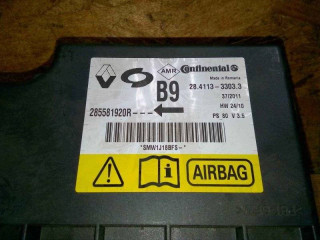 AMR Continental
Made in Romania
B9 28.4113-3303.3
37/2011
285581920R--- HW 24/10
PS 80 V 3.5
*SMW1J18BFS-*
AIRBAG